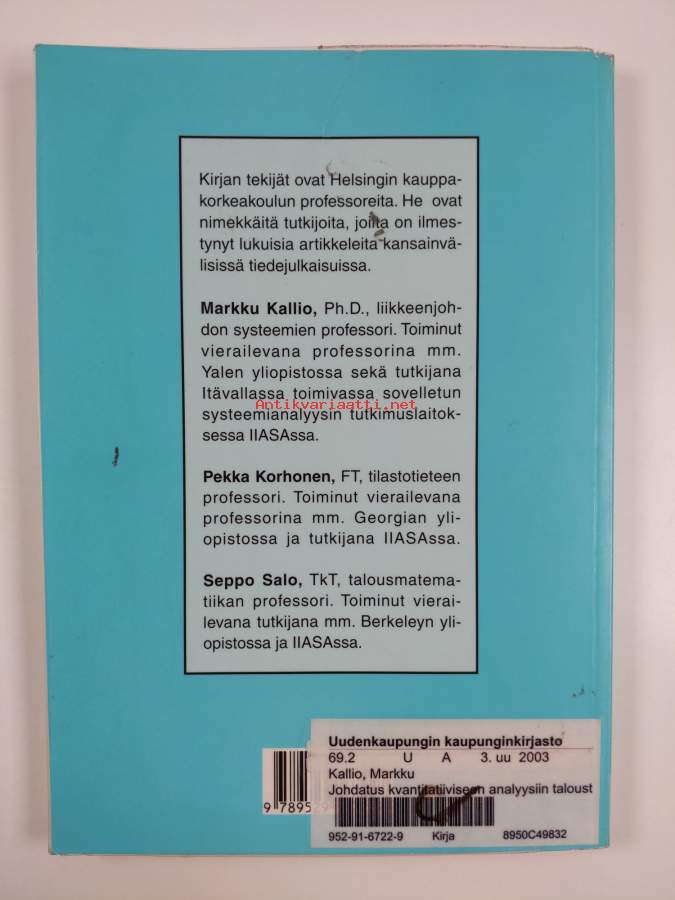 Kirjan tekijät ovat Helsingin kauppa-
korkeakoulun professoreita. He ovat
nimekkäitä tutkijoita, joilta on ilmes-
tynyt lukuisia artikkeleita kansainvä-
lisissä tiedejulkaisuissa.
Markku Kallio, Ph.D., liikkeenjoh-
don systeemien professori. Toiminut
vierailevana professorina mm.
Yalen yliopistossa sekä tutkijana
Itävallassa toimivassa sovelletun
Antikvariaatti.net
systeemianalyysin tutkimuslaitok-
sessa IIASAssa.
Pekka Korhonen, FT, tilastotieteen
professori. Toiminut vierailevana
professorina mm. Georgian yli-
opistossa ja tutkijana IIASAssa.
Seppo Salo, TkT, talousmatema-
tiikan professori. Toiminut vierai-
levana tutkijana mm. Berkeleyn yli-
opistossa ja IIASAssa.
Uudenkaupungin kaupunginkirjasto
69.2 U A 3. uu 2003
Kallio, Markku
Johdatus kvantitatiiviseen analyysiin taloust
952-91-6722-9 Kirja 8950C49832